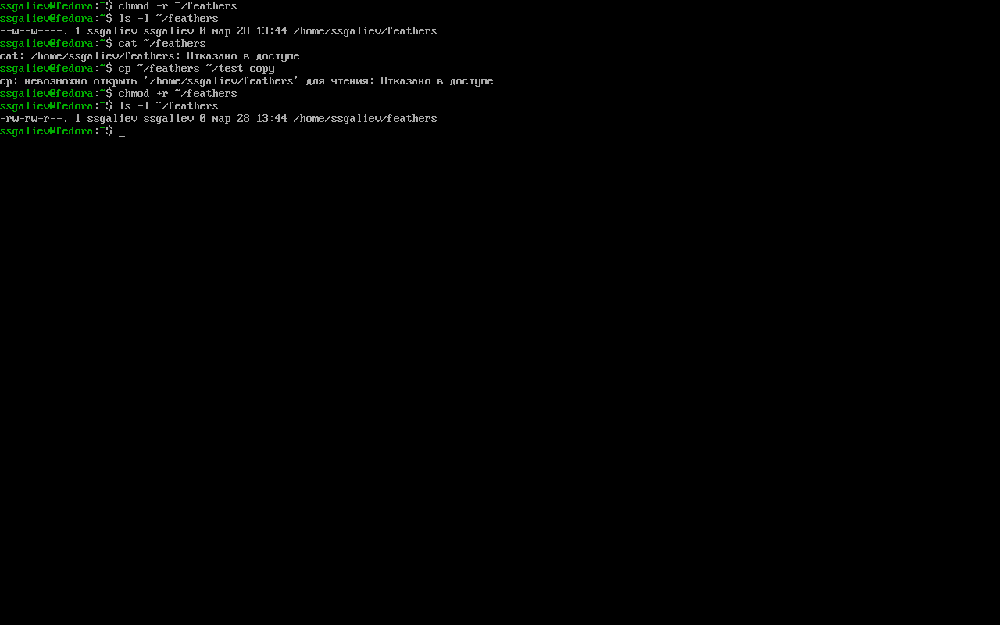 ssgaliev@fedora:~$ chmod -r ~/feathers
ssgaliev@fedora:~$ ls -l ~/feathers
--w--w----. 1 ssgaliev ssgaliev 0 мар 28 13:44 /home/ssgaliev/feathers
ssgaliev@fedora:~$ cat ~/feathers
cat: /home/ssgaliev/feathers: Отказано в доступе
ssgaliev@fedora:~$ cp ~/feathers ~/test_copy
cp: невозможно открыть '/home/ssgaliev/feathers' для чтения: Отказано в доступе
ssgaliev@fedora:~$ chmod +r ~/feathers
ssgaliev@fedora:~$ ls -l ~/feathers
-rw-rw-r--. 1 ssgaliev ssgaliev 0 мар 28 13:44 /home/ssgaliev/feathers
ssgaliev@fedora:~$ _